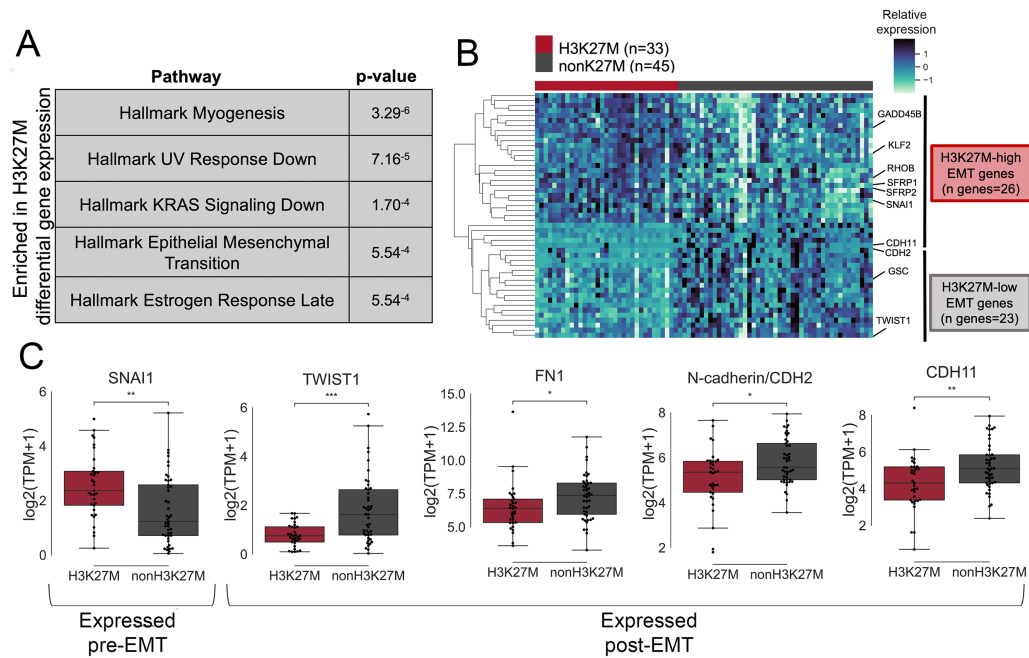 A
Enriched in H3K27M
differential gene expression
Pathway p-value
Hallmark Myogenesis 3.29-6
Hallmark UV Response Down 7.16-5
Hallmark KRAS Signaling Down 1.70-4
Hallmark Epithelial Mesenchymal
Transition 5.54-4
Hallmark Estrogen Response Late 5.54-4
B
H3K27M (n=33)
nonK27M (n=45)
Relative
expression
1
0
−1
GADD45B
KLF2
RHOB
SFRP1
SFRP2
SNAI1
CDH11
CDH2
GSC
TWIST1
H3K27M-high
EMT genes
(n genes=26)
H3K27M-low
EMT genes
(n genes=23)
C
SNAI1
**
log2(TPM+1)
6
4
2
0
H3K27M nonH3K27M
TWIST1
***
log2(TPM+1)
6
4
2
0
H3K27M nonH3K27M
FN1
*
log2(TPM+1)
15.0
12.5
10.0
7.5
5.0
H3K27M nonH3K27M
N-cadherin/CDH2
*
log2(TPM+1)
8
6
4
2
H3K27M nonH3K27M
CDH11
**
log2(TPM+1)
8
6
4
2
H3K27M nonH3K27M
Expressed
pre-EMT
Expressed
post-EMT